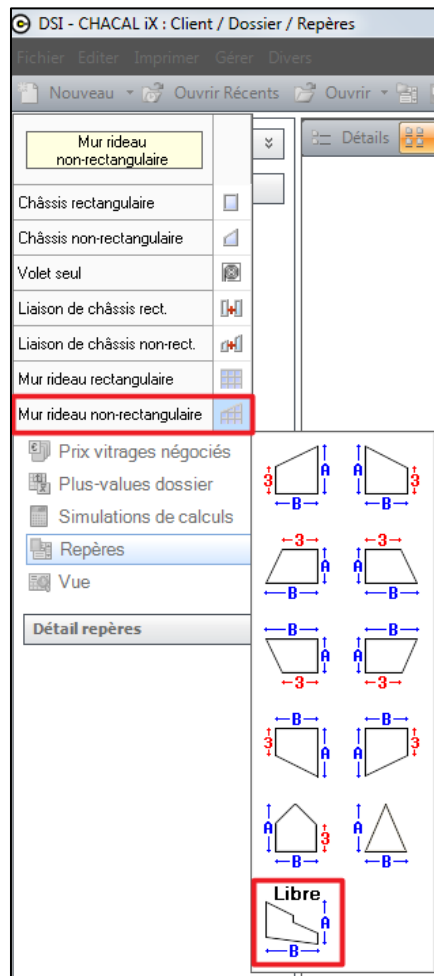 DSI - CHACAL iX : Client / Dossier / Repères
Fichier Editer Imprimer Gérer Divers
Nouveau Ouvrir Récents Ouvrir
Mur rideau
non-rectangulaire
Détails
Châssis rectangulaire
Châssis non-rectangulaire
Volet seul
Liaison de châssis rect.
Liaison de châssis non-rect.
Mur rideau rectangulaire
Mur rideau non-rectangulaire
Prix vitrages négociés
Plus-values dossier
Simulations de calculs
Repères
Vue
Détail repères
3 A B A 3 B
3 A B 3 A B
B A 3 B A 3
B 3 A B A 3
A 3 B A B
Libre
A
B